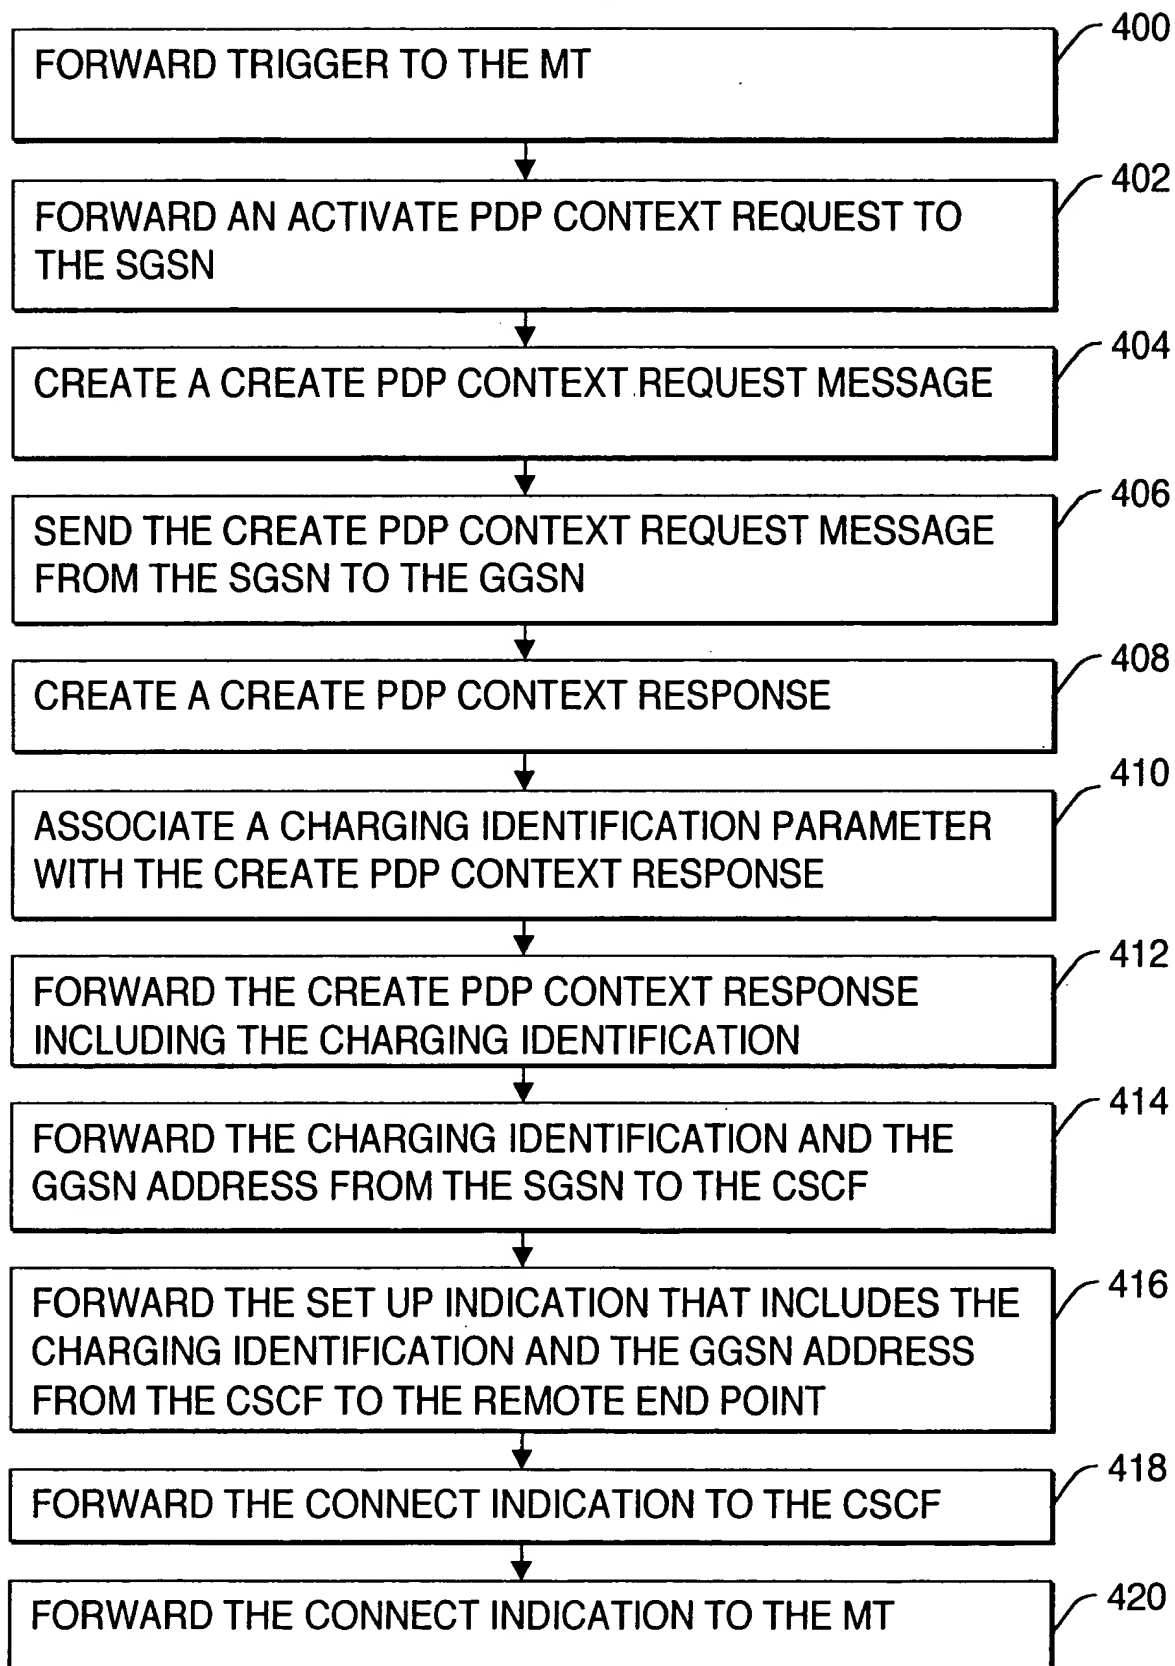 400
FORWARD TRIGGER TO THE MT
402
FORWARD AN ACTIVATE PDP CONTEXT REQUEST TO
THE SGSN
404
CREATE A CREATE PDP CONTEXT REQUEST MESSAGE
406
SEND THE CREATE PDP CONTEXT REQUEST MESSAGE
FROM THE SGSN TO THE GGSN
408
CREATE A CREATE PDP CONTEXT RESPONSE
410
ASSOCIATE A CHARGING IDENTIFICATION PARAMETER
WITH THE CREATE PDP CONTEXT RESPONSE
412
FORWARD THE CREATE PDP CONTEXT RESPONSE
INCLUDING THE CHARGING IDENTIFICATION
414
FORWARD THE CHARGING IDENTIFICATION AND THE
GGSN ADDRESS FROM THE SGSN TO THE CSCF
416
FORWARD THE SET UP INDICATION THAT INCLUDES THE
CHARGING IDENTIFICATION AND THE GGSN ADDRESS
FROM THE CSCF TO THE REMOTE END POINT
418
FORWARD THE CONNECT INDICATION TO THE CSCF
420
FORWARD THE CONNECT INDICATION TO THE MT